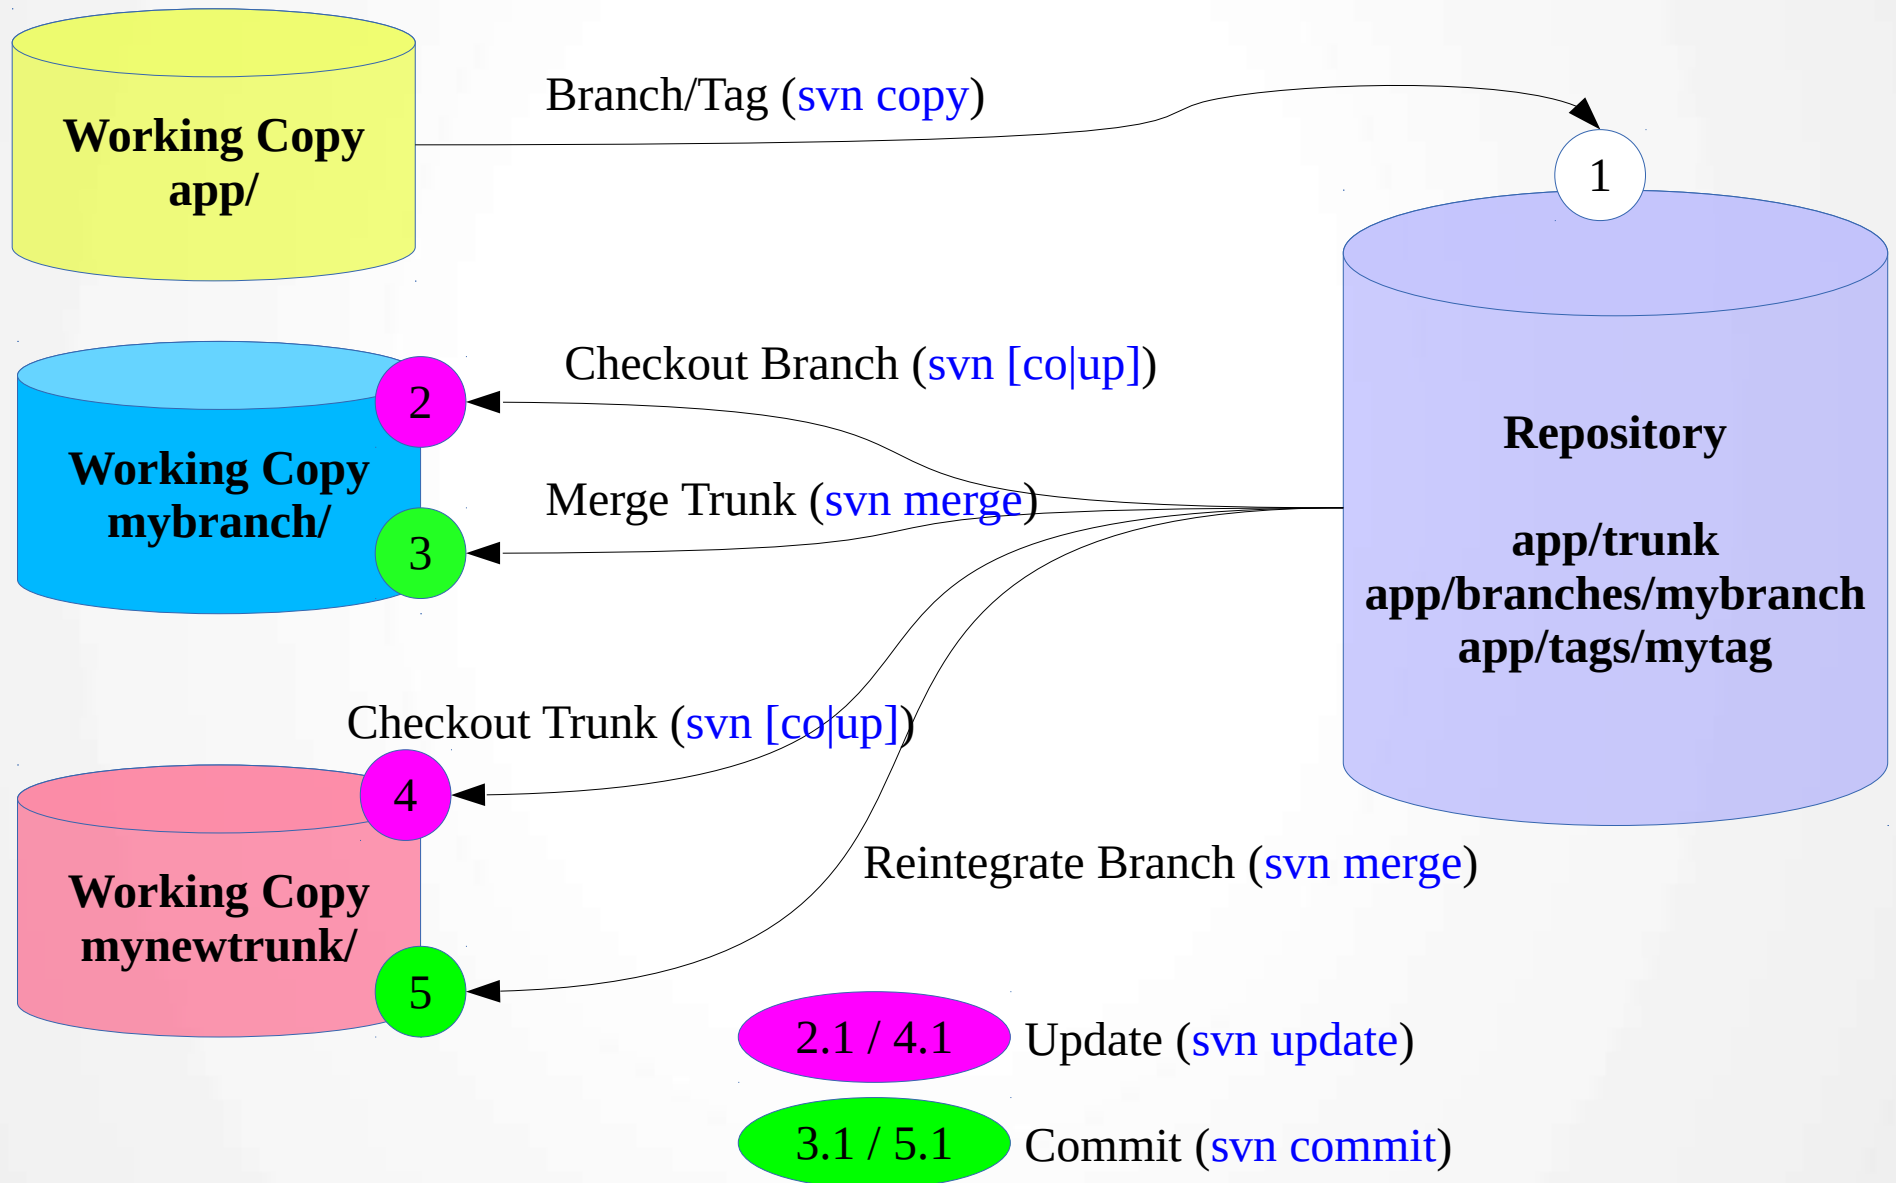 Working Copy
app/
Branch/Tag (svn copy)
1
Working Copy
mybranch/
2
3
Checkout Branch (svn [co|up])
Merge Trunk (svn merge)
Repository
app/trunk
app/branches/mybranch
app/tags/mytag
Checkout Trunk (svn [co|up])
4
Working Copy
mynewtrunk/
5
Reintegrate Branch (svn merge)
2.1 / 4.1 Update (svn update)
3.1 / 5.1 Commit (svn commit)